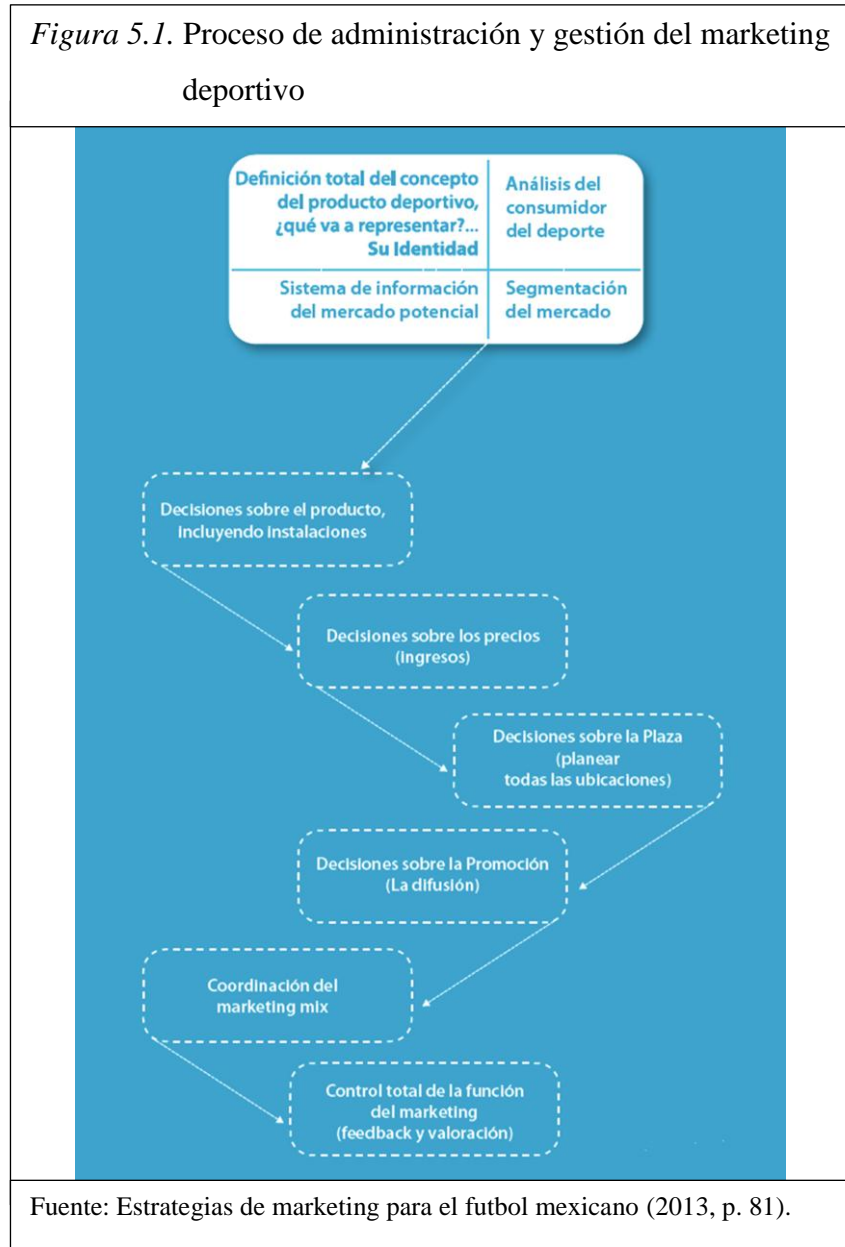 Figura 5.1. Proceso de administración y gestión del marketing
deportivo
Definición total del concepto
del producto deportivo,
¿qué va a representar?...
Su Identidad
Análisis del
consumidor
del deporte
Sistema de información
del mercado potencial
Segmentación
del mercado
Decisiones sobre el producto,
incluyendo instalaciones
Decisiones sobre los precios
(ingresos)
Decisiones sobre la Plaza
(planear
todas las ubicaciones)
Decisiones sobre la Promoción
(La difusión)
Coordinación del
marketing mix
Control total de la función
del marketing
(feedback y valoración)
Fuente: Estrategias de marketing para el futbol mexicano (2013, p. 81).